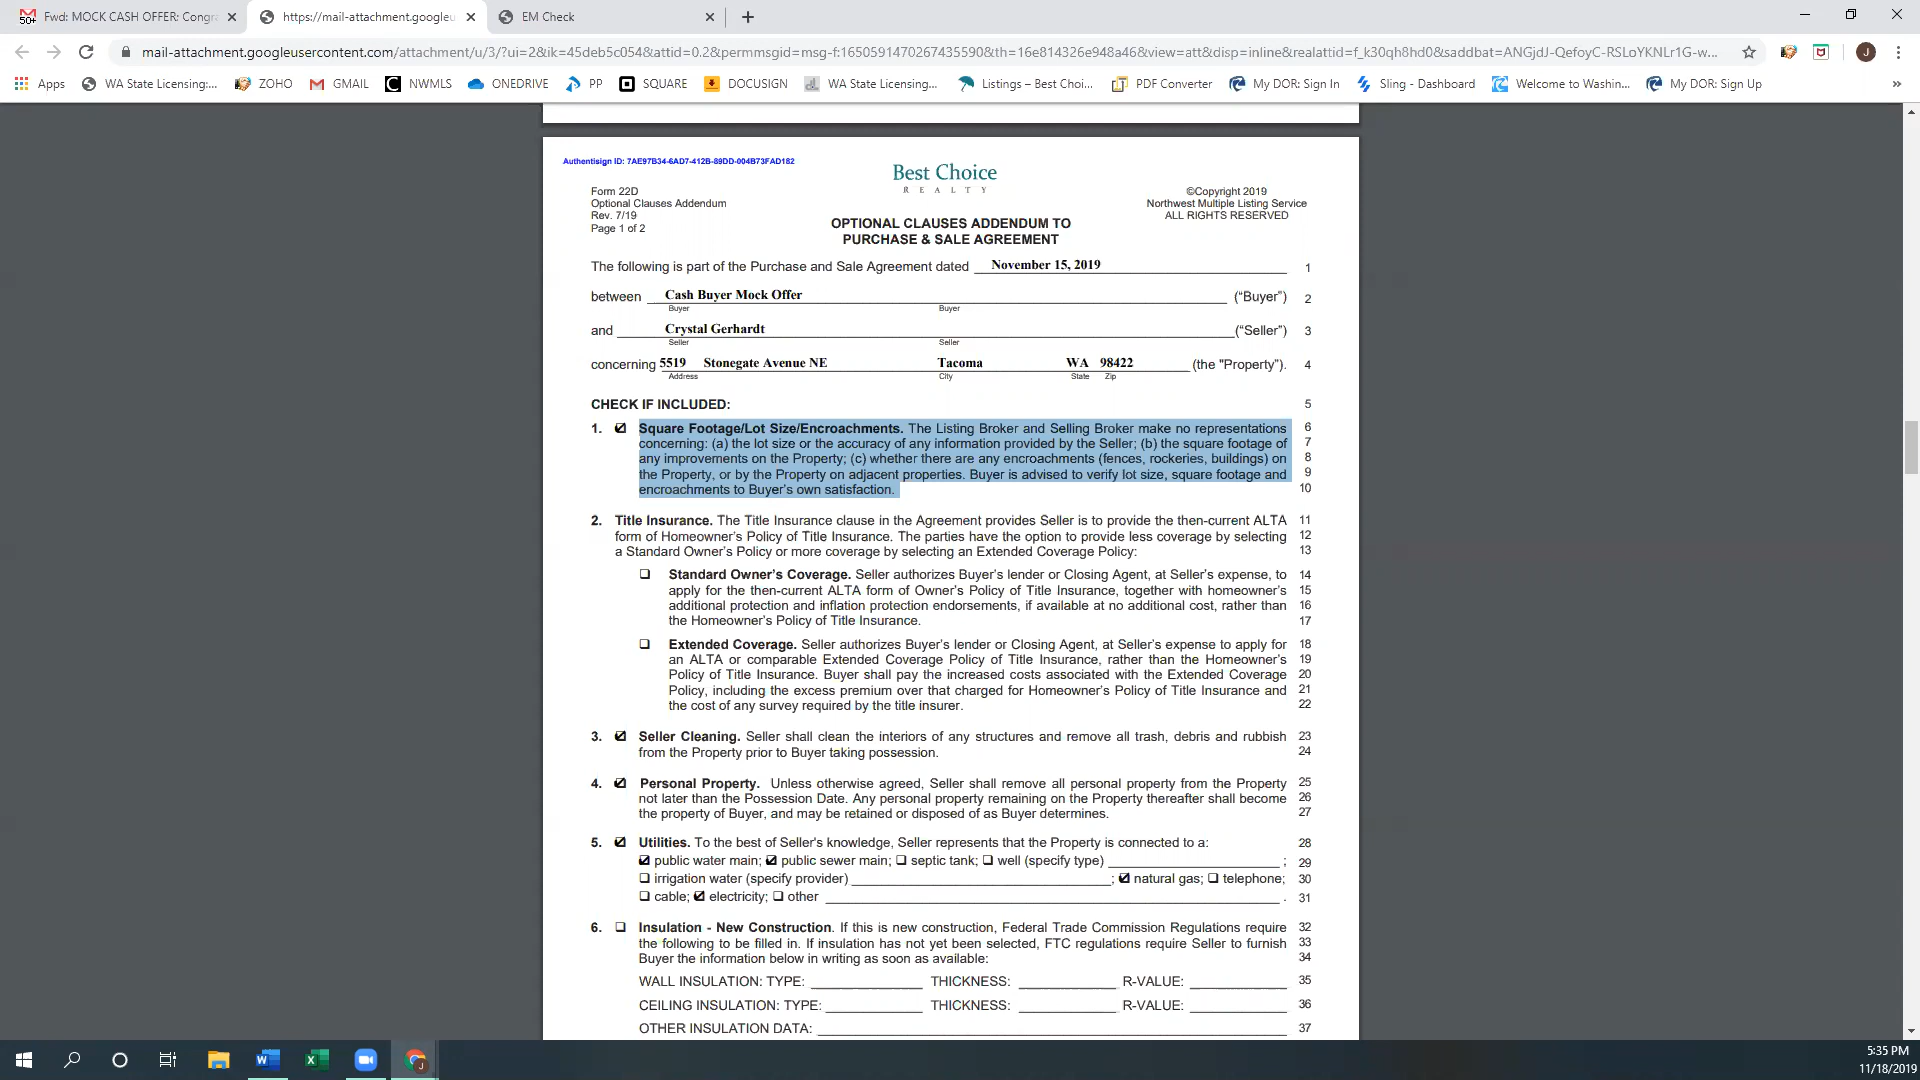 Fwd: MOCK CASH OFFER: Congra
https://mail-attachment.googleuse
EM Check
mail-attachment.googleusercontent.com/attachment/u/3/?ui=2&ik=45deb5c054&attid=0.2&permmsgid=msg-f:1650591470267435590&th=16e814326e948a46&view=att&disp=inline&realattid=f_k30qh8hd0&saddbat=ANGjdJ-QefoyC-RSLoYKNLr1G-w...
Apps WA State Licensing:... ZOHO GMAIL NWMLS ONEDRIVE PP SQUARE DOCUSIGN WA State Licensing... Listings – Best Choi... PDF Converter My DOR: Sign In Sling - Dashboard Welcome to Washin... My DOR: Sign Up »
Authentisign ID: 7AE97B34-6AD7-412B-89DD-004B73FAD182
Best Choice
REALTY
Form 22D
Optional Clauses Addendum
Rev. 7/19
Page 1 of 2
©Copyright 2019
Northwest Multiple Listing Service
ALL RIGHTS RESERVED
OPTIONAL CLAUSES ADDENDUM TO
PURCHASE & SALE AGREEMENT
The following is part of the Purchase and Sale Agreement dated November 15, 2019 1
between Cash Buyer Mock Offer (“Buyer”) 2
Buyer Buyer
and Crystal Gerhardt (“Seller”) 3
Seller Seller
concerning 5519 Stonegate Avenue NE Tacoma WA 98422 (the "Property"). 4
Address City State Zip
CHECK IF INCLUDED: 5
1. Square Footage/Lot Size/Encroachments. The Listing Broker and Selling Broker make no representations 6
concerning: (a) the lot size or the accuracy of any information provided by the Seller; (b) the square footage of 7
any improvements on the Property; (c) whether there are any encroachments (fences, rockeries, buildings) on 8
the Property, or by the Property on adjacent properties. Buyer is advised to verify lot size, square footage and 9
encroachments to Buyer’s own satisfaction. 10
2. Title Insurance. The Title Insurance clause in the Agreement provides Seller is to provide the then-current ALTA 11
form of Homeowner’s Policy of Title Insurance. The parties have the option to provide less coverage by selecting 12
a Standard Owner’s Policy or more coverage by selecting an Extended Coverage Policy: 13
Standard Owner’s Coverage. Seller authorizes Buyer’s lender or Closing Agent, at Seller’s expense, to 14
apply for the then-current ALTA form of Owner’s Policy of Title Insurance, together with homeowner’s 15
additional protection and inflation protection endorsements, if available at no additional cost, rather than 16
the Homeowner’s Policy of Title Insurance. 17
Extended Coverage. Seller authorizes Buyer’s lender or Closing Agent, at Seller’s expense to apply for 18
an ALTA or comparable Extended Coverage Policy of Title Insurance, rather than the Homeowner’s 19
Policy of Title Insurance. Buyer shall pay the increased costs associated with the Extended Coverage 20
Policy, including the excess premium over that charged for Homeowner’s Policy of Title Insurance and 21
the cost of any survey required by the title insurer. 22
3. Seller Cleaning. Seller shall clean the interiors of any structures and remove all trash, debris and rubbish 23
from the Property prior to Buyer taking possession. 24
4. Personal Property. Unless otherwise agreed, Seller shall remove all personal property from the Property 25
not later than the Possession Date. Any personal property remaining on the Property thereafter shall become 26
the property of Buyer, and may be retained or disposed of as Buyer determines. 27
5. Utilities. To the best of Seller's knowledge, Seller represents that the Property is connected to a: 28
public water main; public sewer main; septic tank; well (specify type) ; 29
irrigation water (specify provider) ; natural gas; telephone; 30
cable; electricity; other . 31
6. Insulation - New Construction. If this is new construction, Federal Trade Commission Regulations require 32
the following to be filled in. If insulation has not yet been selected, FTC regulations require Seller to furnish 33
Buyer the information below in writing as soon as available: 34
WALL INSULATION: TYPE: THICKNESS: R-VALUE: 35
CEILING INSULATION: TYPE: THICKNESS: R-VALUE: 36
OTHER INSULATION DATA: 37
5:35 PM
11/18/2019